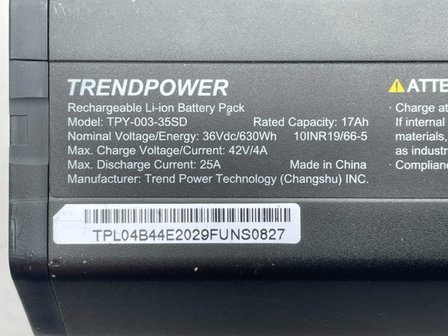 TRENDPOWER
Rechargeable Li-ion Battery Pack
Model: TPY-003-35SD Rated Capacity: 17Ah
Nominal Voltage/Energy: 36Vdc/630Wh 10INR19/66-5
Max. Charge Voltage/Current: 42V/4A
Max. Discharge Current: 25A Made in China
Manufacturer: Trend Power Technology (Changshu) INC.
TPL04B44E2029FUNS0827
ATTE
· Charge at
If internal
materials,
as industr
· Complianc